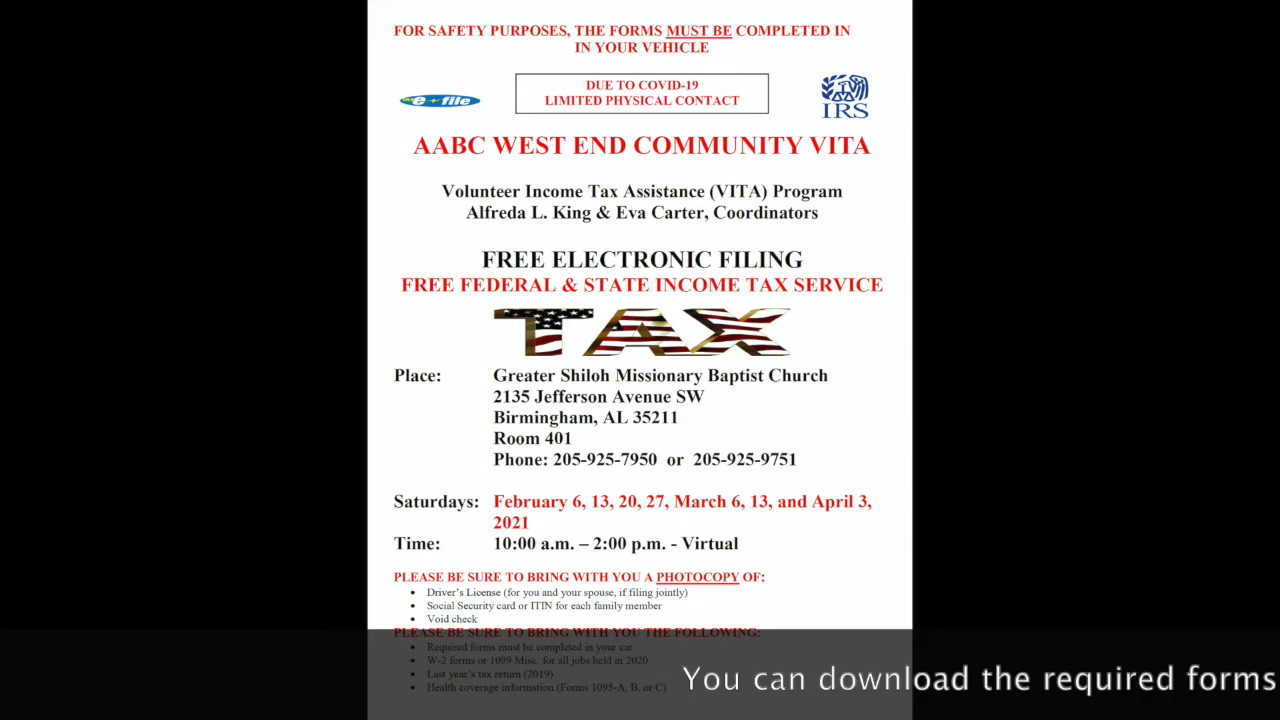 FOR SAFETY PURPOSES, THE FORMS MUST BE COMPLETED IN
IN YOUR VEHICLE
DUE TO COVID-19
LIMITED PHYSICAL CONTACT
e-file
IRS
AABC WEST END COMMUNITY VITA
Volunteer Income Tax Assistance (VITA) Program
Alfreda L. King & Eva Carter, Coordinators
FREE ELECTRONIC FILING
FREE FEDERAL & STATE INCOME TAX SERVICE
TAX
Place: Greater Shiloh Missionary Baptist Church
2135 Jefferson Avenue SW
Birmingham, AL 35211
Room 401
Phone: 205-925-7950 or 205-925-9751
Saturdays: February 6, 13, 20, 27, March 6, 13, and April 3,
2021
Time: 10:00 a.m. – 2:00 p.m. - Virtual
PLEASE BE SURE TO BRING WITH YOU A PHOTOCOPY OF:
• Driver's License (for you and your spouse, if filing jointly)
• Social Security card or ITIN for each family member
• Void check
PLEASE BE SURE TO BRING WITH YOU THE FOLLOWING:
• Required forms must be completed in your car
• W-2 forms or 1099 Misc. for all jobs held in 2020
• Last year's tax return (2019)
• Health coverage information (Forms 1095-A, B, or C)
You can download the required forms